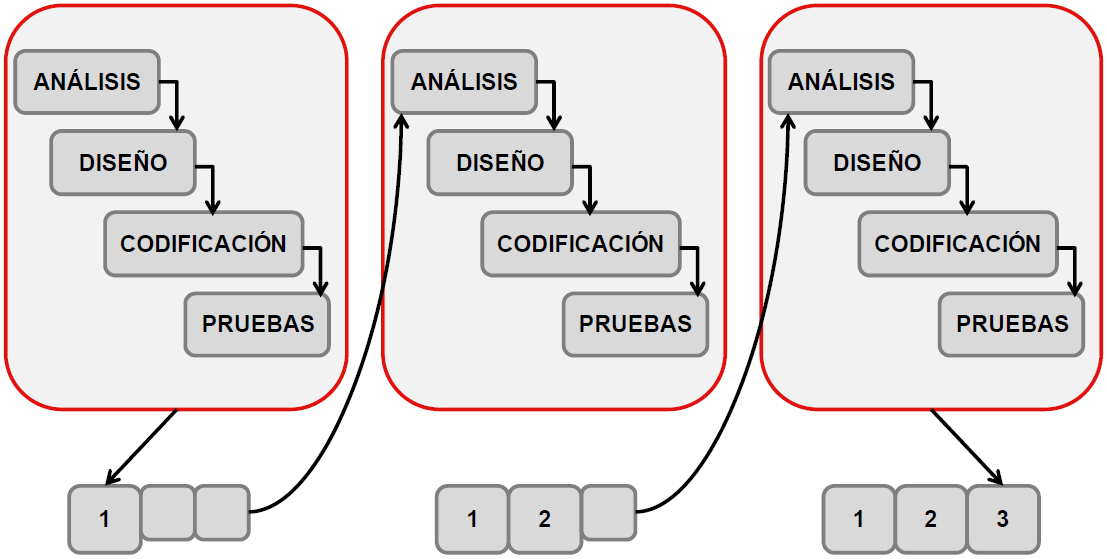 ANÁLISIS
DISEÑO
CODIFICACIÓN
PRUEBAS
1
ANÁLISIS
DISEÑO
CODIFICACIÓN
PRUEBAS
1 2
ANÁLISIS
DISEÑO
CODIFICACIÓN
PRUEBAS
1 2 3